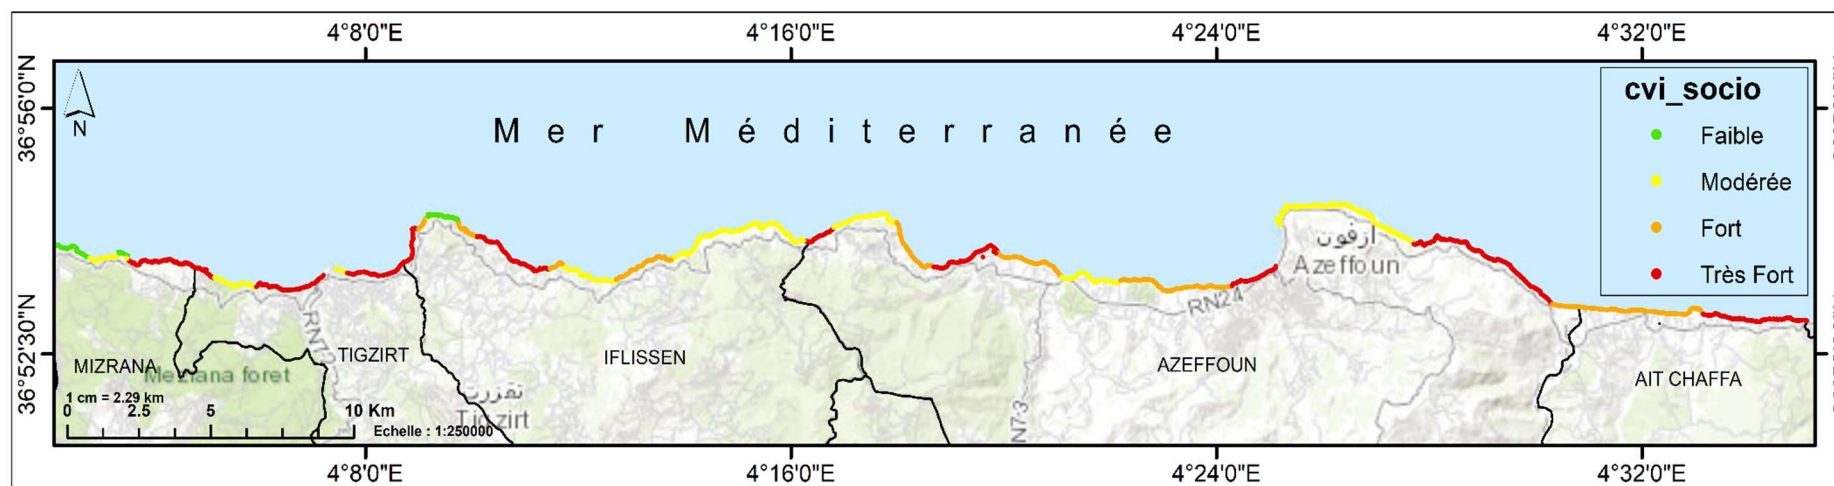 4°8'0"E
4°16'0"E
4°24'0"E
4°32'0"E
36°56'0"N
N
Mer Méditerranée
cvi_socio
Faible
Modérée
Fort
Très Fort
أزفون
Azeffoun
RN24
36°52'30"N
MIZRANA
Mezrana foret
TIGZIRT
IFLISSEN
AZEFFOUN
AIT CHAFFA
1 cm = 2.29 km
0 2.5 5 10 Km
Echelle : 1:250000
تقزرت
Tigzirt
4°8'0"E
4°16'0"E
4°24'0"E
4°32'0"E